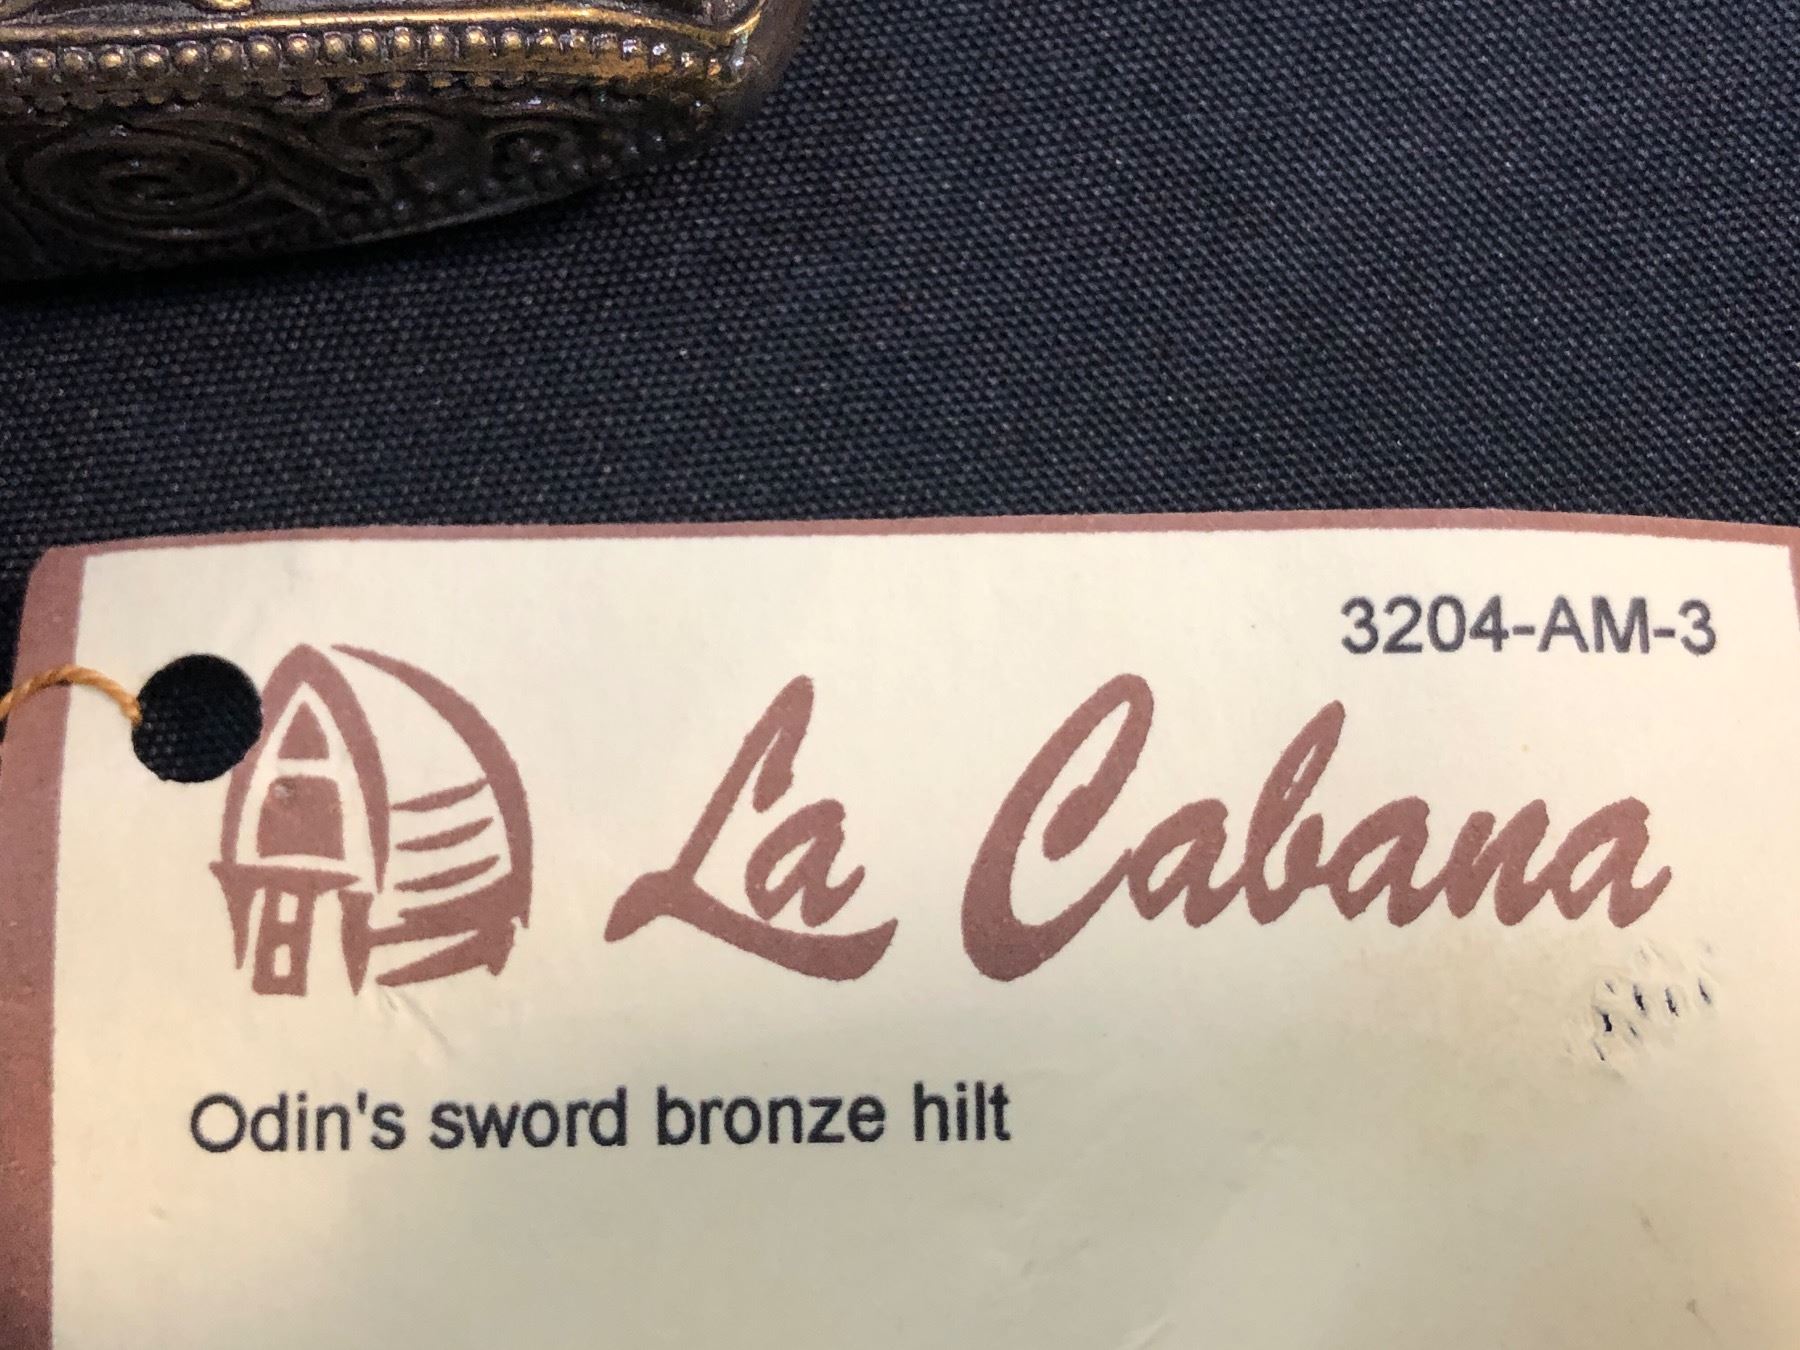 3204-AM-3
La Cabana
Odin's sword bronze hilt